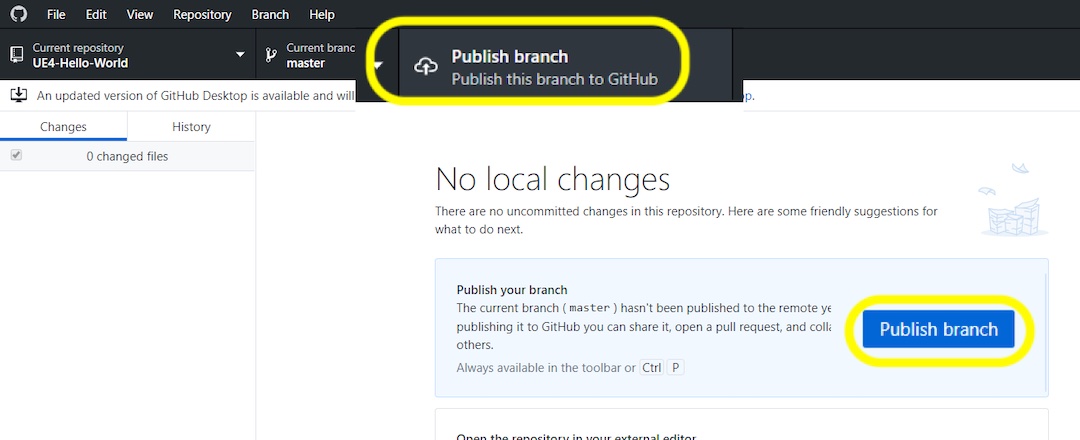 File Edit View Repository Branch Help
Current repository
UE4-Hello-World
Current branc
master
Publish branch
Publish this branch to GitHub
An updated version of GitHub Desktop is available and will
op.
Changes History
0 changed files
No local changes
There are no uncommitted changes in this repository. Here are some friendly suggestions for
what to do next.
Publish your branch
The current branch ( master ) hasn't been published to the remote ye
publishing it to GitHub you can share it, open a pull request, and colla
others.
Always available in the toolbar or Ctrl P
Publish branch
Open the repository in your external editor